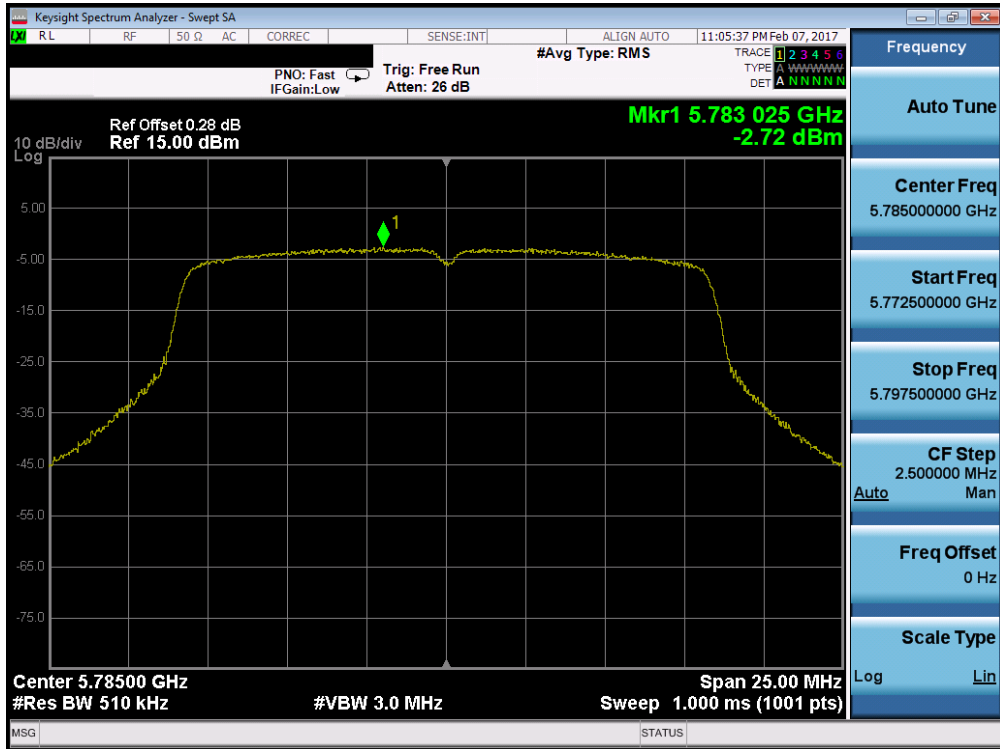 Keysight Spectrum Analyzer - Swept SA
LXI RL RF 50 Ω AC CORREC SENSE:INT ALIGN AUTO 11:05:37 PM Feb 07, 2017
#Avg Type: RMS
TRACE 1 2 3 4 5 6
TYPE A WWWWW
DET A N N N N N
PNO: Fast
IFGain:Low
Trig: Free Run
Atten: 26 dB
Mkr1 5.783 025 GHz
-2.72 dBm
Ref Offset 0.28 dB
10 dB/div Ref 15.00 dBm
Log
1
5.00
-5.00
-15.0
-25.0
-35.0
-45.0
-55.0
-65.0
-75.0
Center 5.78500 GHz Span 25.00 MHz
#Res BW 510 kHz #VBW 3.0 MHz Sweep 1.000 ms (1001 pts)
MSG STATUS
Frequency
Auto Tune
Center Freq
5.785000000 GHz
Start Freq
5.772500000 GHz
Stop Freq
5.797500000 GHz
CF Step
2.500000 MHz
Auto Man
Freq Offset
0 Hz
Scale Type
Log Lin